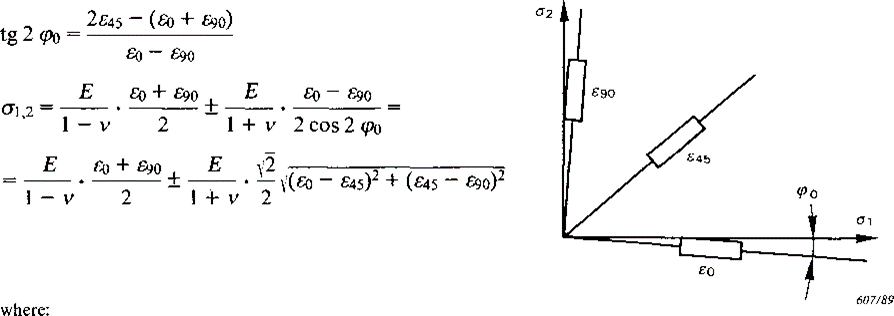 tg 2 φ₀ = (2ε₄₅ − (ε₀ + ε₉₀)) / (ε₀ − ε₉₀)
σ₁,₂ = E / (1 − ν) · (ε₀ + ε₉₀) / 2 ± E / (1 + ν) · (ε₀ − ε₉₀) / (2 cos 2 φ₀) =
= E / (1 − ν) · (ε₀ + ε₉₀) / 2 ± E / (1 + ν) · √2 / 2 √((ε₀ − ε₄₅)² + (ε₄₅ − ε₉₀)²)
where:
σ₂
ε₉₀
ε₄₅
φ₀
σ₁
ε₀
607/89